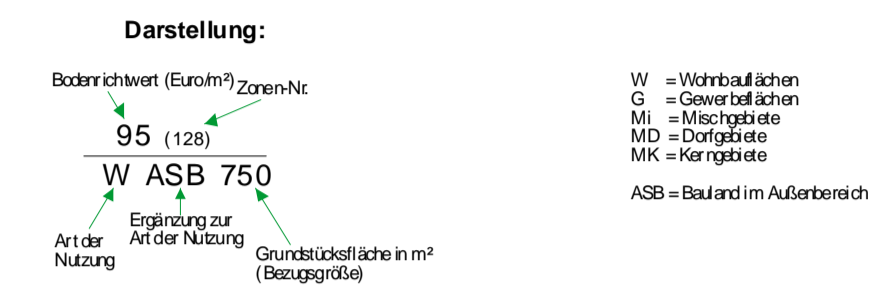 Darstellung:
Bodenrichtwert (Euro/m²)
Zonen-Nr.
95 (128)
W ASB 750
Art der
Nutzung
Ergänzung zur
Art der Nutzung
Grundstücksfläche in m²
(Bezugsgröße)
W = Wohnbauflächen
G = Gewerbeflächen
Mi = Mischgebiete
MD = Dorfgebiete
MK = Kerngebiete
ASB = Bauland im Außenbereich